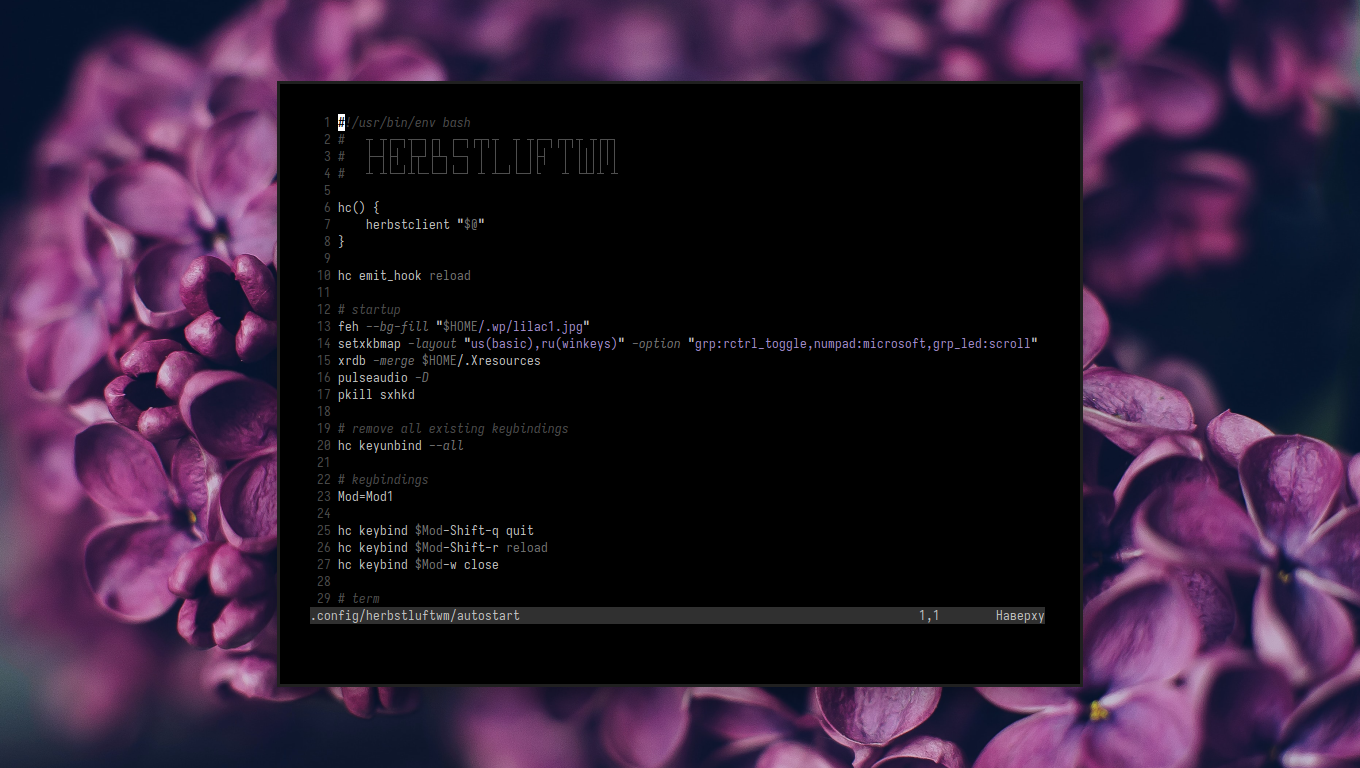 1 #!/usr/bin/env bash
2 #
3 # HERBSTLUFTWM
4 #
5
6 hc() {
7     herbstclient "$@"
8 }
9
10 hc emit_hook reload
11
12 # startup
13 feh --bg-fill "$HOME/.wp/lilac1.jpg"
14 setxkbmap -layout "us(basic),ru(winkeys)" -option "grp:rctrl_toggle,numpad:microsoft,grp_led:scroll"
15 xrdb -merge $HOME/.Xresources
16 pulseaudio -D
17 pkill sxhkd
18
19 # remove all existing keybindings
20 hc keyunbind --all
21
22 # keybindings
23 Mod=Mod1
24
25 hc keybind $Mod-Shift-q quit
26 hc keybind $Mod-Shift-r reload
27 hc keybind $Mod-w close
28
29 # term
.config/herbstluftwm/autostart 1,1 Наверху